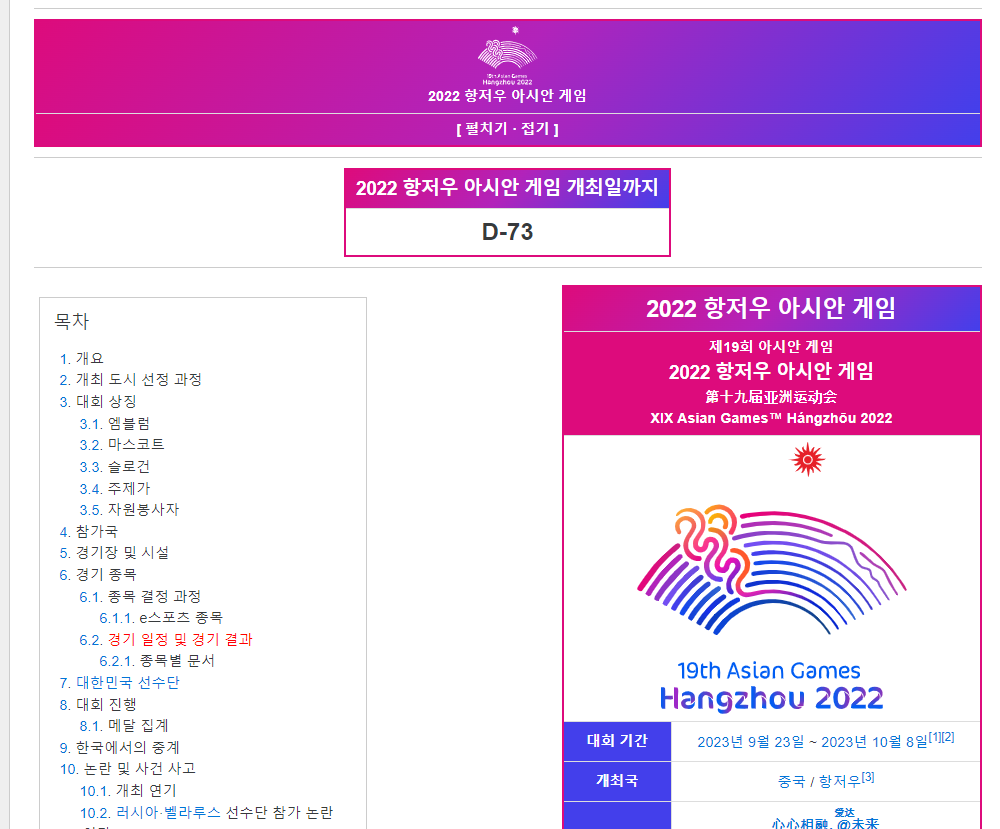 19th Asian Games
Hangzhou 2022
2022 항저우 아시안 게임
[ 펼치기 · 접기 ]
2022 항저우 아시안 게임 개최일까지
D-73
목차
1. 개요
2. 개최 도시 선정 과정
3. 대회 상징
3.1. 엠블럼
3.2. 마스코트
3.3. 슬로건
3.4. 주제가
3.5. 자원봉사자
4. 참가국
5. 경기장 및 시설
6. 경기 종목
6.1. 종목 결정 과정
6.1.1. e스포츠 종목
6.2. 경기 일정 및 경기 결과
6.2.1. 종목별 문서
7. 대한민국 선수단
8. 대회 진행
8.1. 메달 집계
9. 한국에서의 중계
10. 논란 및 사건 사고
10.1. 개최 연기
10.2. 러시아·벨라루스 선수단 참가 논란
2022 항저우 아시안 게임
제19회 아시안 게임
2022 항저우 아시안 게임
第十九届亚洲运动会
XIX Asian Games™ Hángzhōu 2022
19th Asian Games
Hangzhou 2022
대회 기간 2023년 9월 23일 ~ 2023년 10월 8일[1][2]
개최국 중국 / 항저우[3]
爱达
心心相融, @未来